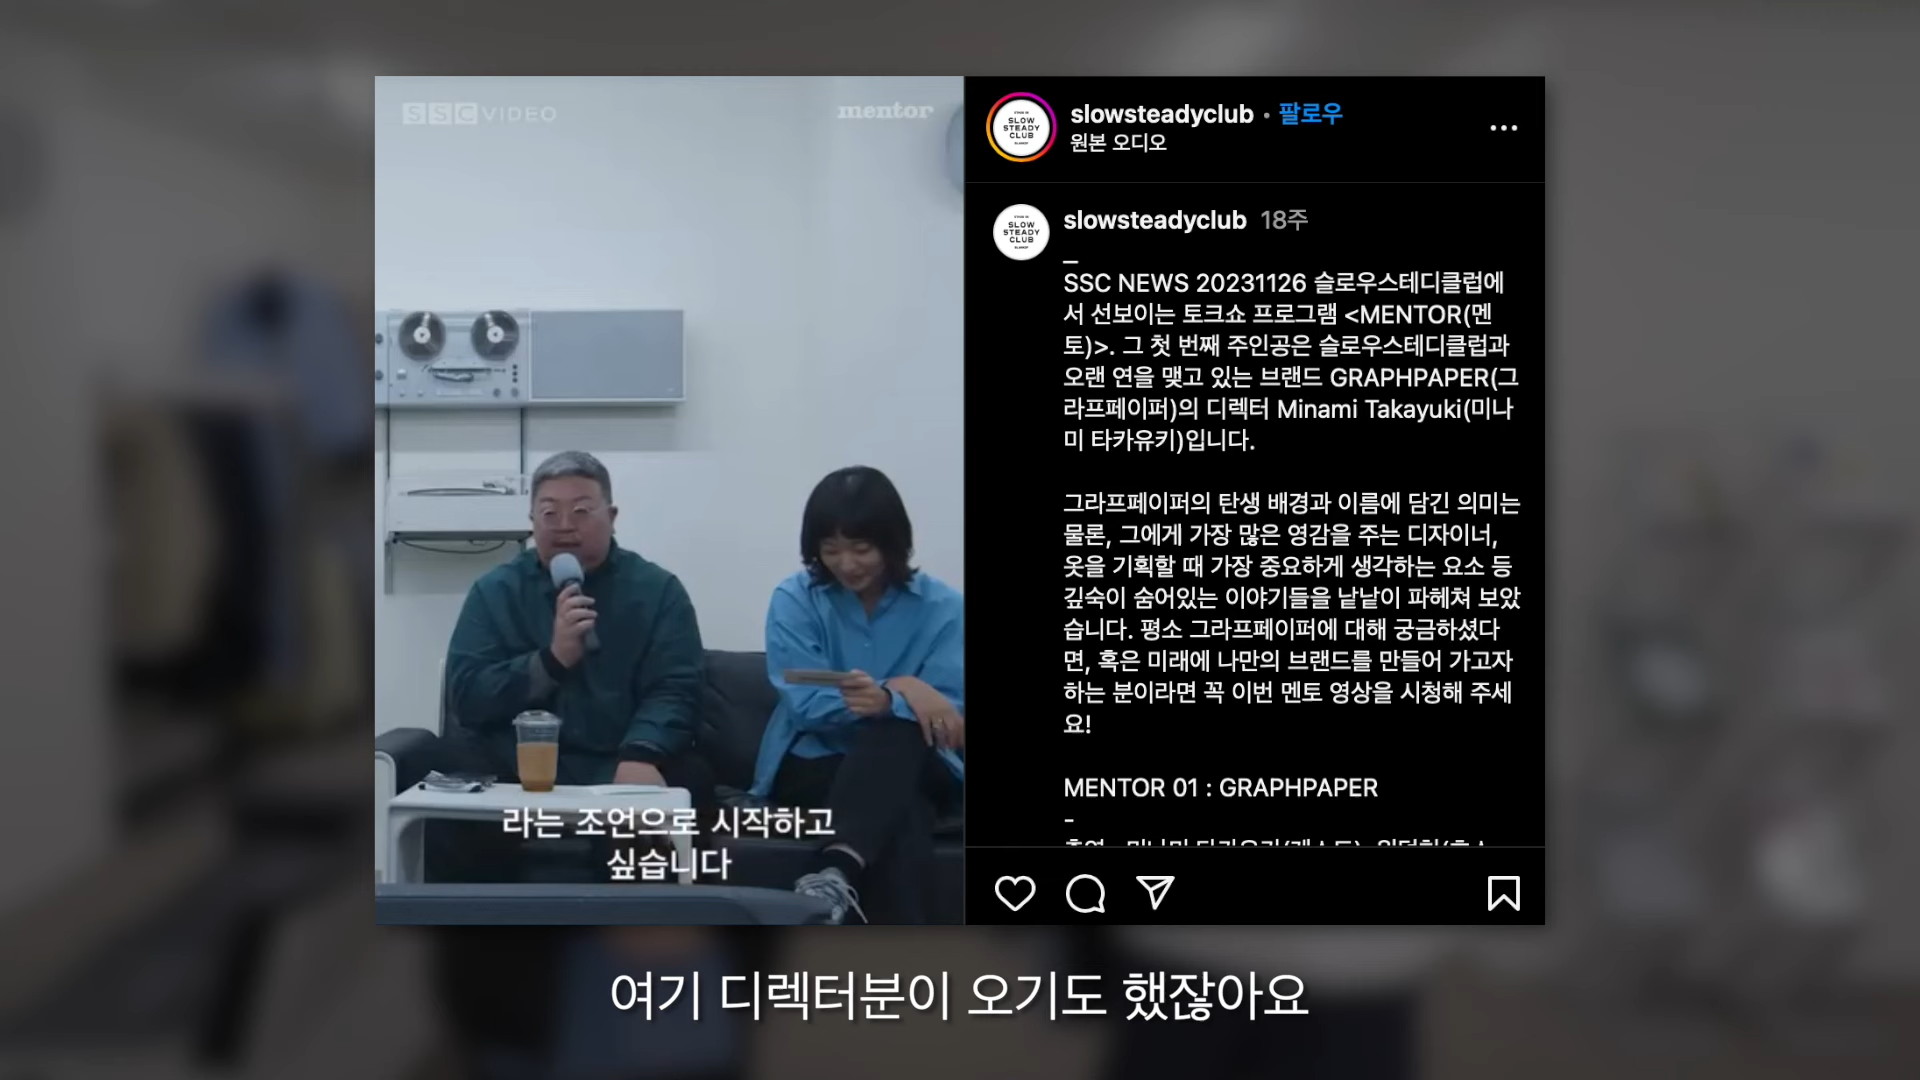 SSC VIDEO
mentor
라는 조언으로 시작하고
싶습니다
SLOW
STEADY
CLUB
slowsteadyclub • 팔로우
원본 오디오
SLOW
STEADY
CLUB
slowsteadyclub 18주
_
SSC NEWS 20231126 슬로우스테디클럽에
서 선보이는 토크쇼 프로그램 <MENTOR(멘
토)>. 그 첫 번째 주인공은 슬로우스테디클럽과
오랜 연을 맺고 있는 브랜드 GRAPHPAPER(그
라프페이퍼)의 디렉터 Minami Takayuki(미나
미 타카유키)입니다.
그라프페이퍼의 탄생 배경과 이름에 담긴 의미는
물론, 그에게 가장 많은 영감을 주는 디자이너,
옷을 기획할 때 가장 중요하게 생각하는 요소 등
깊숙이 숨어있는 이야기들을 낱낱이 파헤쳐 보았
습니다. 평소 그라프페이퍼에 대해 궁금하셨다
면, 혹은 미래에 나만의 브랜드를 만들어 가고자
하는 분이라면 꼭 이번 멘토 영상을 시청해 주세
요!
MENTOR 01 : GRAPHPAPER
-
여기 디렉터분이 오기도 했잖아요